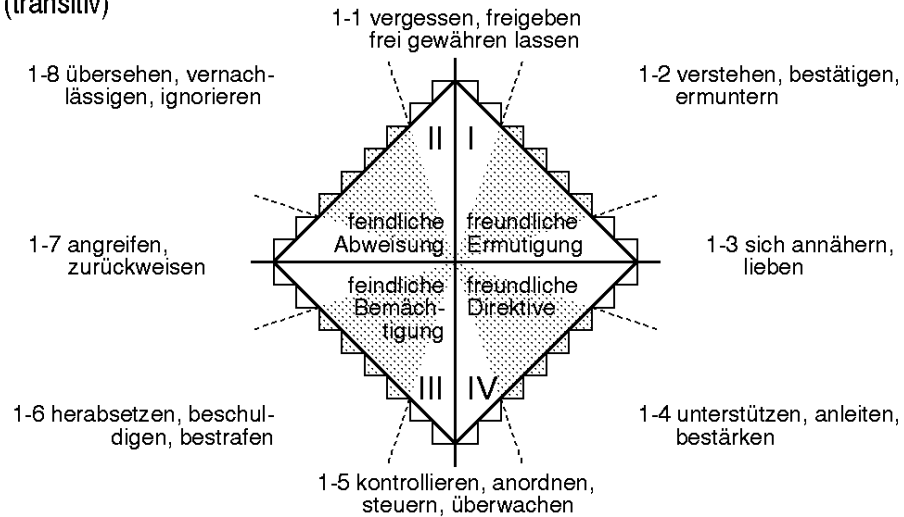 (transitiv)
1-1 vergessen, freigeben
frei gewähren lassen
1-8 übersehen, vernach-
lässigen, ignorieren
1-2 verstehen, bestätigen,
ermuntern
II
I
feindliche
Abweisung
freundliche
Ermutigung
1-7 angreifen,
zurückweisen
1-3 sich annähern,
lieben
feindliche
Bemäch-
tigung
freundliche
Direktive
III
IV
1-6 herabsetzen, beschul-
digen, bestrafen
1-4 unterstützen, anleiten,
bestärken
1-5 kontrollieren, anordnen,
steuern, überwachen